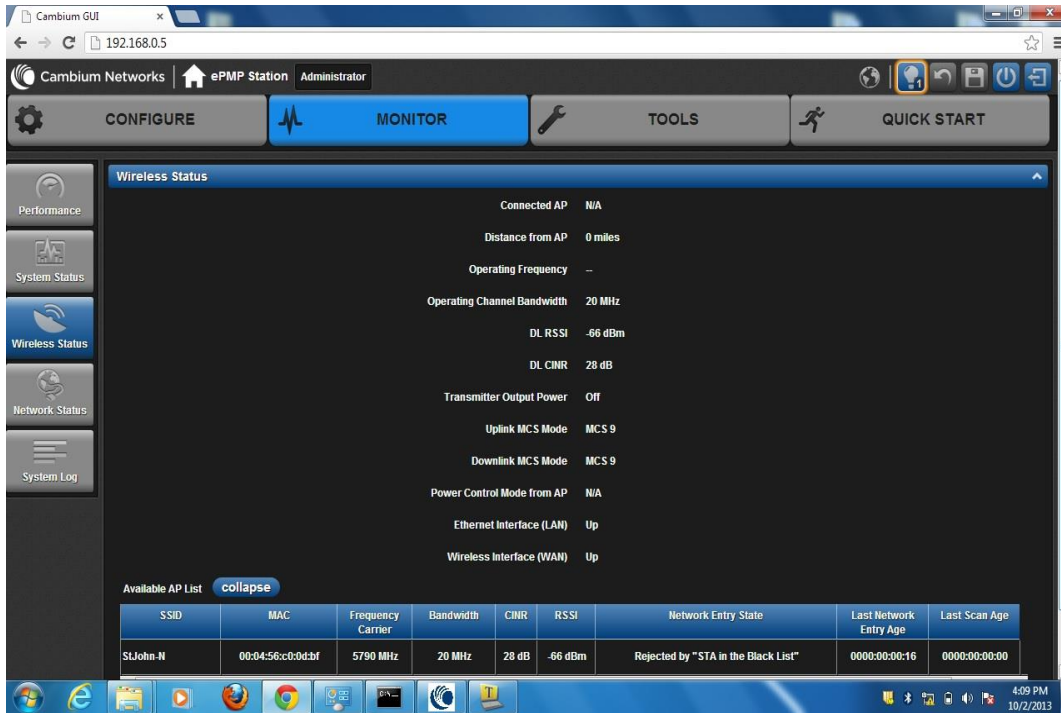 Cambium GUI
192.168.0.5
Cambium Networks ePMP Station Administrator
1
CONFIGURE MONITOR TOOLS QUICK START
Performance
System Status
Wireless Status
Network Status
System Log
Wireless Status
Connected AP N/A
Distance from AP 0 miles
Operating Frequency --
Operating Channel Bandwidth 20 MHz
DL RSSI -66 dBm
DL CINR 28 dB
Transmitter Output Power Off
Uplink MCS Mode MCS 9
Downlink MCS Mode MCS 9
Power Control Mode from AP N/A
Ethernet Interface (LAN) Up
Wireless Interface (WAN) Up
Available AP List collapse
SSID MAC Frequency Carrier Bandwidth CINR RSSI Network Entry State Last Network Entry Age Last Scan Age
StJohn-N 00:04:56:c0:0d:bf 5790 MHz 20 MHz 28 dB -66 dBm Rejected by "STA in the Black List" 0000:00:00:16 0000:00:00:00
4:09 PM
10/2/2013